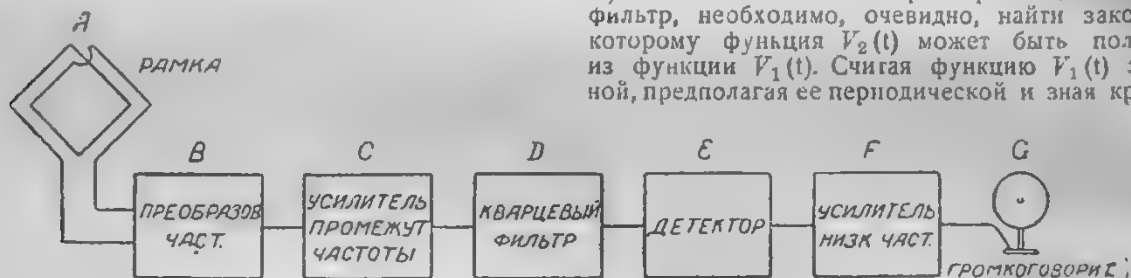 фильтр, необходимо, очевидно, найти зако
которому функция V₂(t) может быть пол
из функции V₁(t). Считая функцию V₁(t) з
ной, предполагая ее периодической и зная кр
A
РАМКА
B
C
D
E
F
G
ПРЕОБРАЗОВ
ЧАСТ.
УСИЛИТЕЛЬ
ПРОМЕЖУТ
ЧАСТОТЫ
КВАРЦЕВЫЙ
ФИЛЬТР
ДЕТЕКТОР
УСИЛИТЕЛЬ
НИЗК ЧАСТ.
ГРОМКОГОВОРИТ